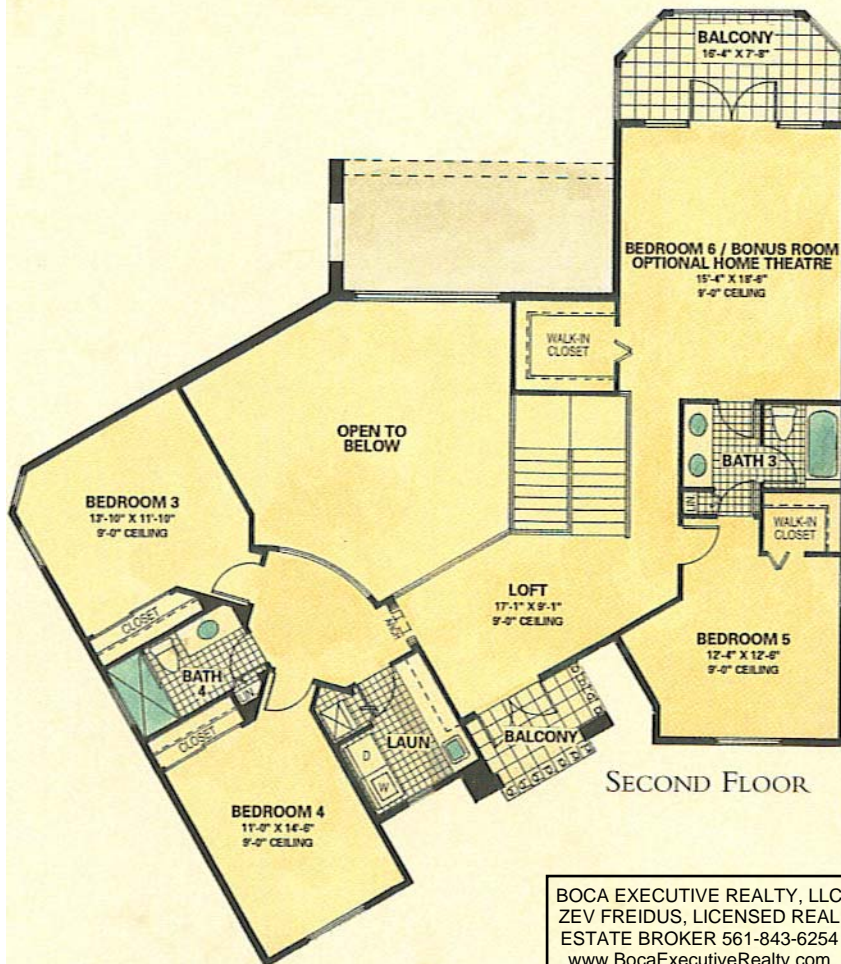 BALCONY
16'-4" X 7'-8"
BEDROOM 6 / BONUS ROOM
OPTIONAL HOME THEATRE
15'-4" X 18'-6"
9'-0" CEILING
WALK-IN
CLOSET
OPEN TO
BELOW
BATH 3
LIN
WALK-IN
CLOSET
BEDROOM 3
13'-10" X 11'-10"
9'-0" CEILING
CLOSET
LOFT
17'-1" X 9'-1"
9'-0" CEILING
BEDROOM 5
12'-4" X 12'-6"
9'-0" CEILING
BATH
4
LIN
CLOSET
LAUN
D
W
BALCONY
BEDROOM 4
11'-0" X 14'-6"
9'-0" CEILING
SECOND FLOOR
BOCA EXECUTIVE REALTY, LLC
ZEV FREIDUS, LICENSED REAL
ESTATE BROKER 561-843-6254
www.BocaExecutiveRealty.com